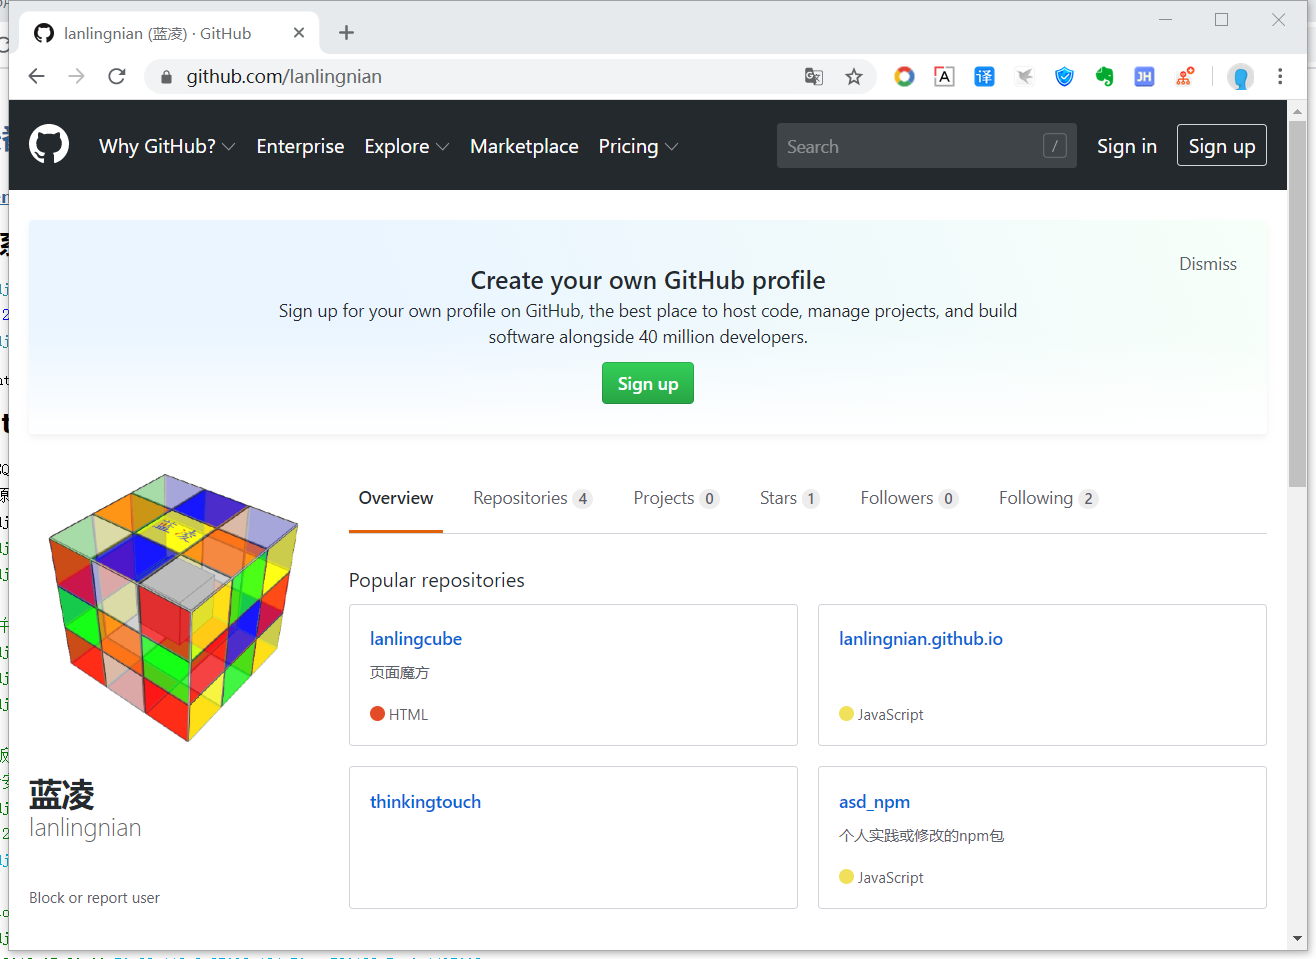 lanlingnian (蓝凌) · GitHub
github.com/lanlingnian
Why GitHub? Enterprise Explore Marketplace Pricing Search / Sign in Sign up
Dismiss
Create your own GitHub profile
Sign up for your own profile on GitHub, the best place to host code, manage projects, and build
software alongside 40 million developers.
Sign up
蓝凌
Overview Repositories 4 Projects 0 Stars 1 Followers 0 Following 2
Popular repositories
lanlingcube
页面魔方
HTML
lanlingnian.github.io
JavaScript
thinkingtouch
asd_npm
个人实践或修改的npm包
JavaScript
蓝凌
lanlingnian
Block or report user